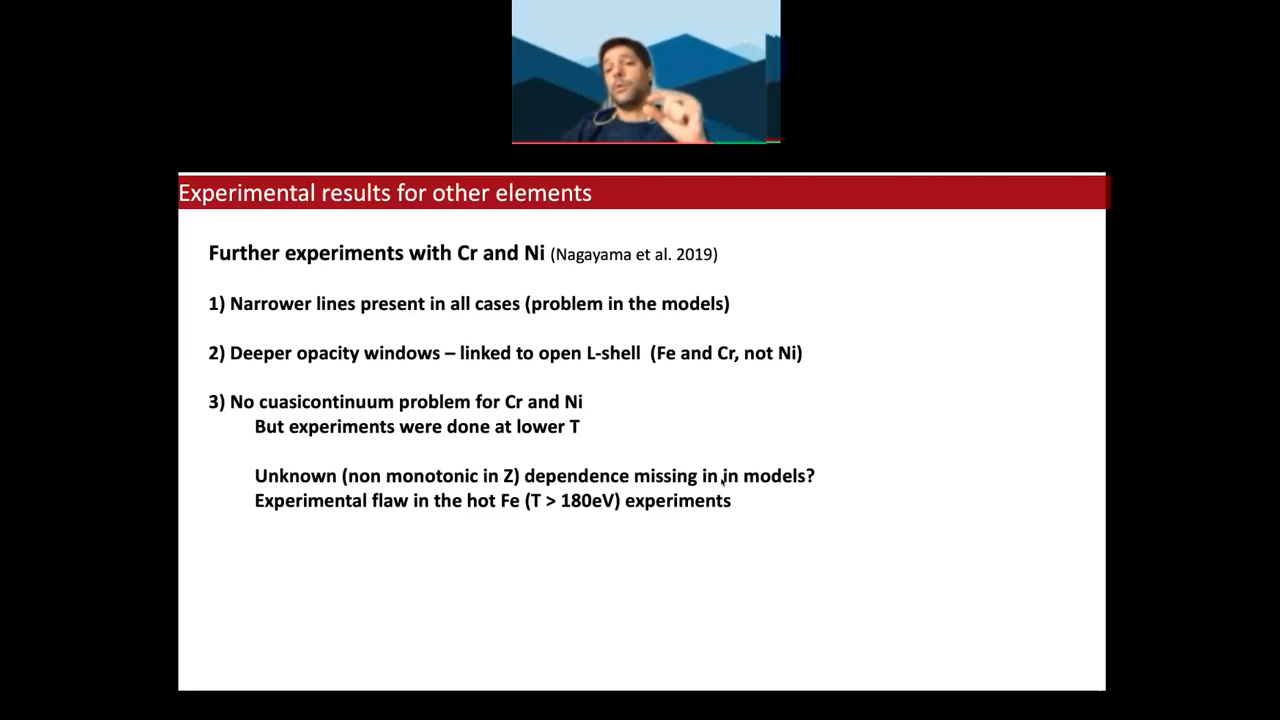 Experimental results for other elements
Further experiments with Cr and Ni (Nagayama et al. 2019)
1) Narrower lines present in all cases (problem in the models)
2) Deeper opacity windows – linked to open L-shell (Fe and Cr, not Ni)
3) No cuasicontinuum problem for Cr and Ni
But experiments were done at lower T
Unknown (non monotonic in Z) dependence missing in in models?
Experimental flaw in the hot Fe (T > 180eV) experiments